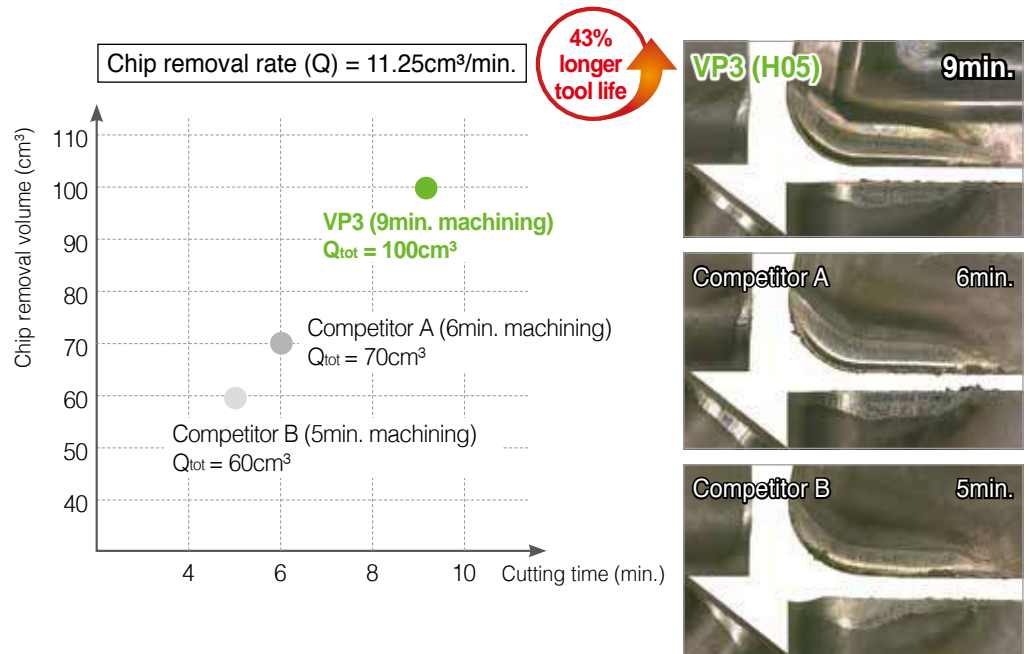 Chip removal rate (Q) = 11.25cm³/min.
43%
longer
tool life
Chip removal volume (cm³)
110
100
90
80
70
60
50
40
VP3 (9min. machining)
Qtot = 100cm³
Competitor A (6min. machining)
Qtot = 70cm³
Competitor B (5min. machining)
Qtot = 60cm³
4
6
8
10
Cutting time (min.)
VP3 (H05)
9min.
Competitor A
6min.
Competitor B
5min.